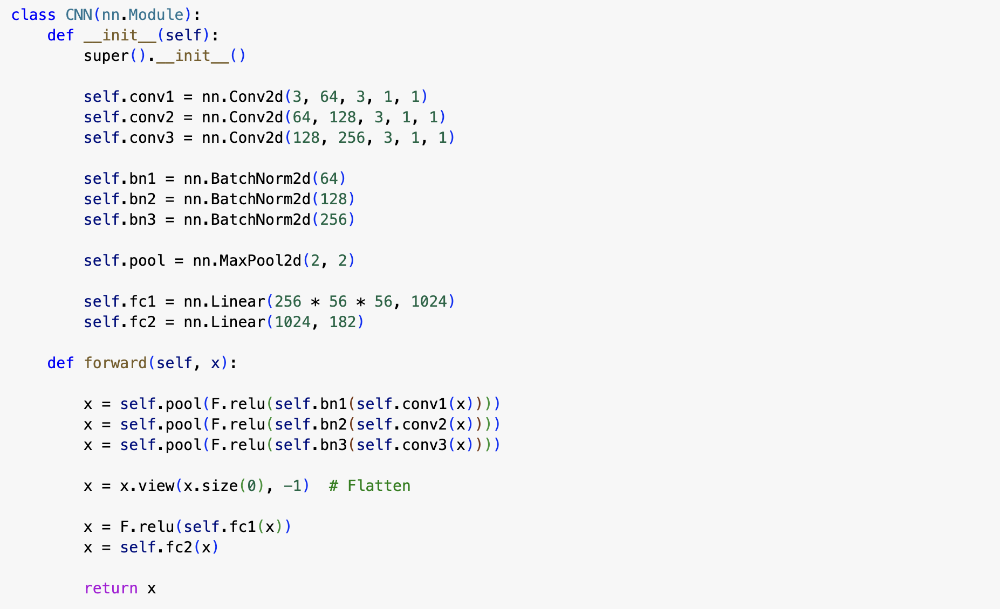 class CNN(nn.Module):
    def __init__(self):
        super().__init__()

        self.conv1 = nn.Conv2d(3, 64, 3, 1, 1)
        self.conv2 = nn.Conv2d(64, 128, 3, 1, 1)
        self.conv3 = nn.Conv2d(128, 256, 3, 1, 1)

        self.bn1 = nn.BatchNorm2d(64)
        self.bn2 = nn.BatchNorm2d(128)
        self.bn3 = nn.BatchNorm2d(256)

        self.pool = nn.MaxPool2d(2, 2)

        self.fc1 = nn.Linear(256 * 56 * 56, 1024)
        self.fc2 = nn.Linear(1024, 182)

    def forward(self, x):

        x = self.pool(F.relu(self.bn1(self.conv1(x))))
        x = self.pool(F.relu(self.bn2(self.conv2(x))))
        x = self.pool(F.relu(self.bn3(self.conv3(x))))

        x = x.view(x.size(0), -1)  # Flatten

        x = F.relu(self.fc1(x))
        x = self.fc2(x)

        return x